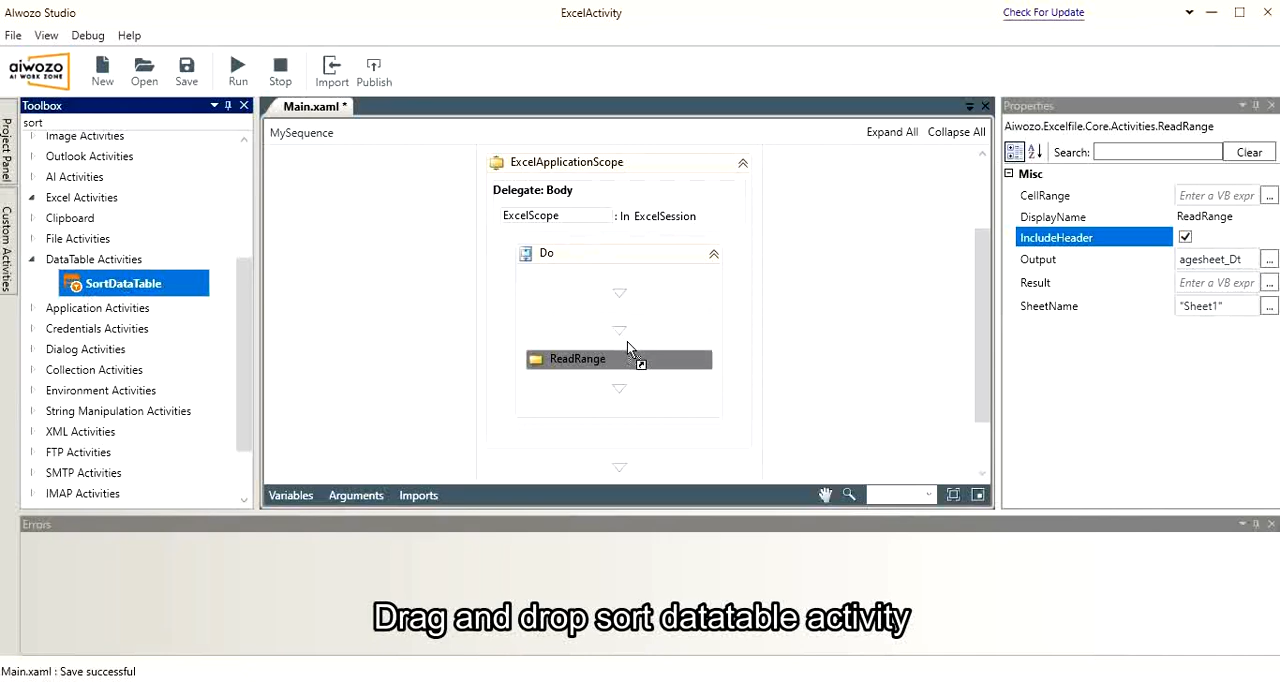 Aiwozo Studio
ExcelActivity
Check For Update
File View Debug Help
aiwozo
AI WORK ZONE
New Open Save Run Stop Import Publish
Project Panel
Custom Activities
Toolbox
sort
Image Activities
Outlook Activities
AI Activities
Excel Activities
Clipboard
File Activities
DataTable Activities
SortDataTable
Application Activities
Credentials Activities
Dialog Activities
Collection Activities
Environment Activities
String Manipulation Activities
XML Activities
FTP Activities
SMTP Activities
IMAP Activities
Main.xaml *
MySequence
Expand All Collapse All
ExcelApplicationScope
Delegate: Body
ExcelScope : In ExcelSession
Do
ReadRange
Variables Arguments Imports
Properties
Aiwozo.Excelfile.Core.Activities.ReadRange
Search: Clear
Misc
CellRange Enter a VB expr ...
DisplayName ReadRange
IncludeHeader
Output agesheet_Dt ...
Result Enter a VB expr ...
SheetName "Sheet1" ...
Errors
Drag and drop sort datatable activity
Main.xaml : Save successful